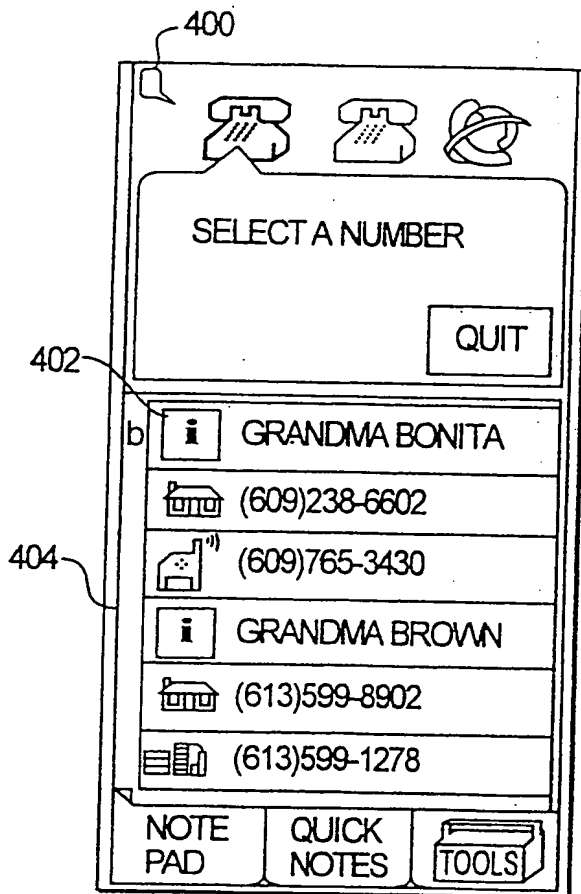 400
SELECT A NUMBER
QUIT
402
b i GRANDMA BONITA
(609)238-6602
404
(609)765-3430
i GRANDMA BROWN
(613)599-8902
(613)599-1278
NOTE PAD
QUICK NOTES
TOOLS